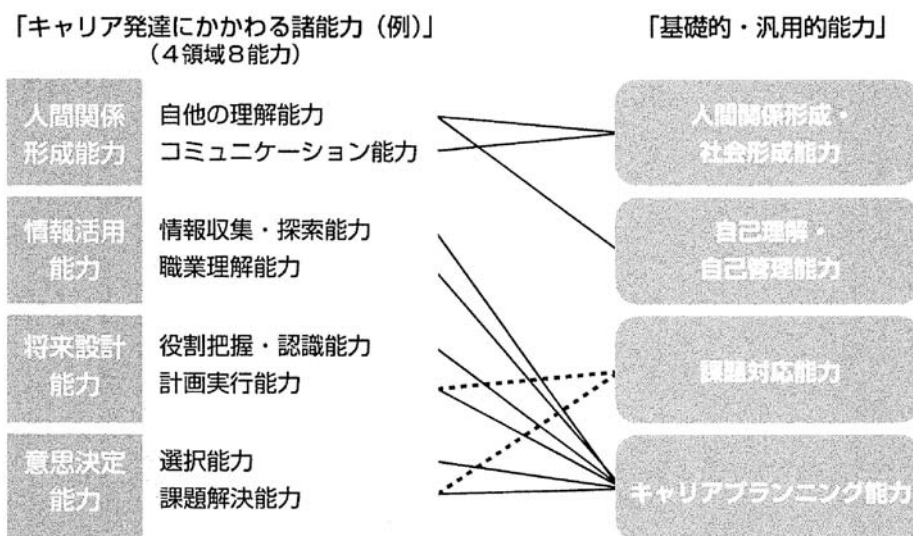 「キャリア発達にかかわる諸能力（例）」
（4領域8能力）
「基礎的・汎用的能力」
人間関係
形成能力
自他の理解能力
コミュニケーション能力
人間関係形成・
社会形成能力
情報活用
能力
情報収集・探索能力
職業理解能力
自己理解・
自己管理能力
将来設計
能力
役割把握・認識能力
計画実行能力
課題対応能力
意思決定
能力
選択能力
課題解決能力
キャリアプランニング能力